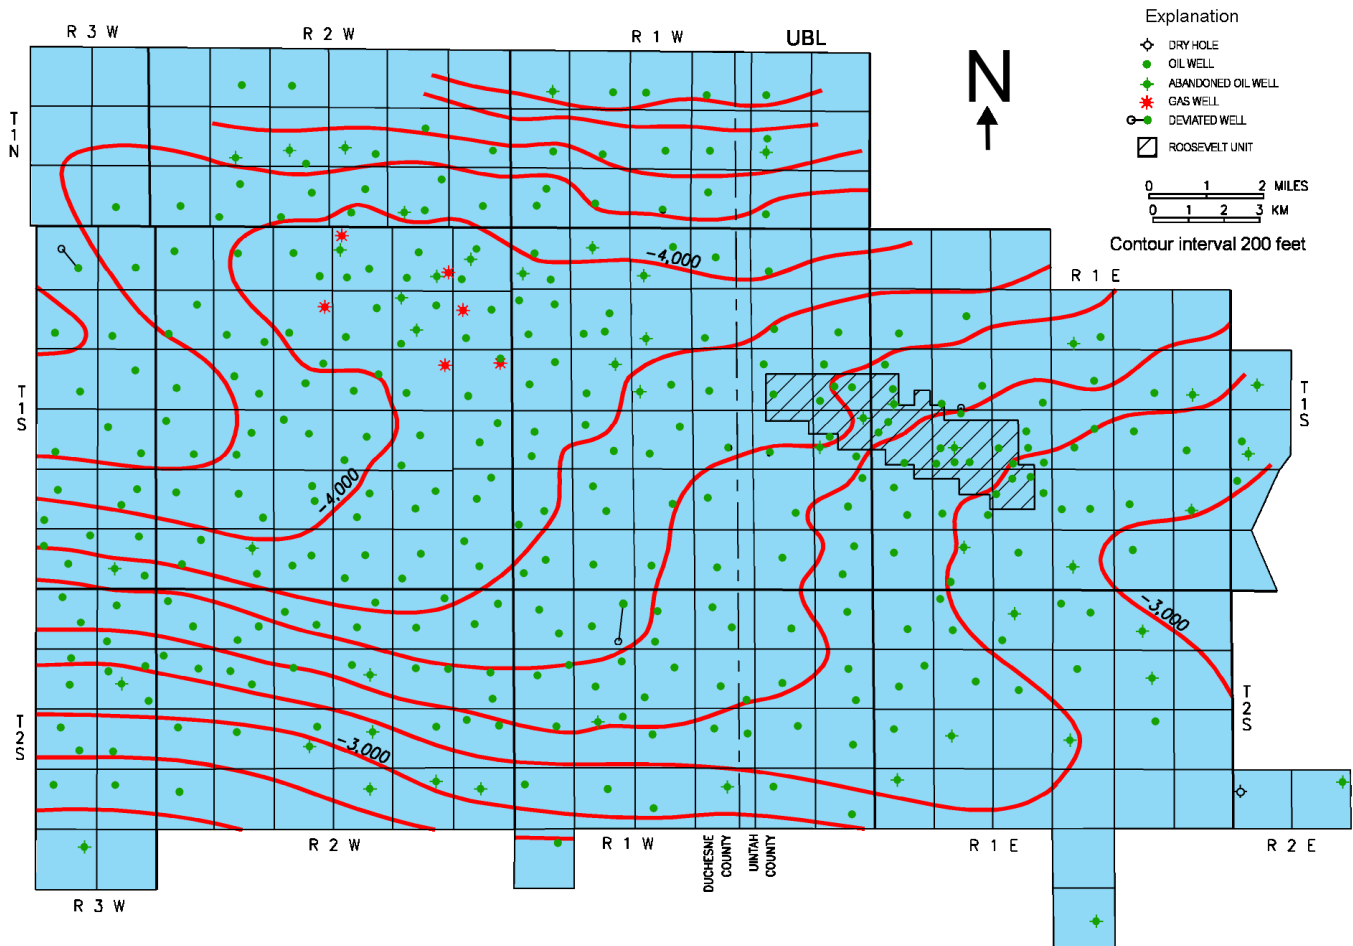 R 3 W
R 2 W
R 1 W
UBL
N
Explanation
DRY HOLE
OIL WELL
ABANDONED OIL WELL
GAS WELL
DEVIATED WELL
ROOSEVELT UNIT
0 1 2 MILES
0 1 2 3 KM
Contour interval 200 feet
T
1
N
-4,000
R 1 E
T
1
S
T
1
S
-4,000
-3,000
T
2
S
T
2
S
-3,000
R 2 W
R 1 W
DUCHESNE
COUNTY
UINTAH
COUNTY
R 1 E
R 2 E
R 3 W